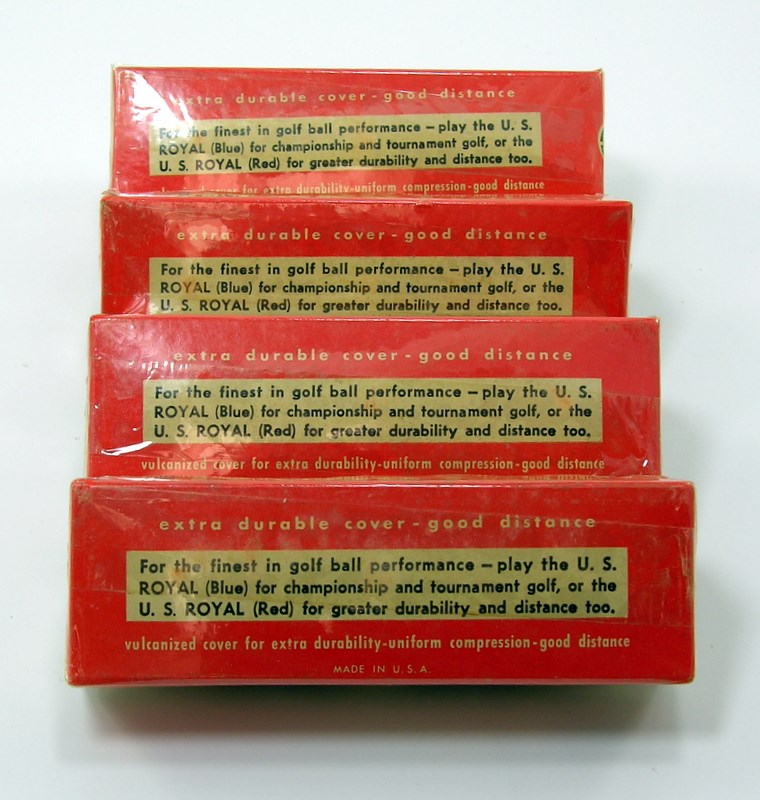 extra durable cover - good distance
For the finest in golf ball performance — play the U. S.
ROYAL (Blue) for championship and tournament golf, or the
U. S. ROYAL (Red) for greater durability and distance too.
cover for extra durability-uniform compression-good distance
extra durable cover - good distance
For the finest in golf ball performance — play the U. S.
ROYAL (Blue) for championship and tournament golf, or the
U. S. ROYAL (Red) for greater durability and distance too.
extra durable cover - good distance
For the finest in golf ball performance — play the U. S.
ROYAL (Blue) for championship and tournament golf, or the
U. S. ROYAL (Red) for greater durability and distance too.
vulcanized cover for extra durability-uniform compression-good distance
extra durable cover - good distance
For the finest in golf ball performance — play the U. S.
ROYAL (Blue) for championship and tournament golf, or the
U. S. ROYAL (Red) for greater durability and distance too.
vulcanized cover for extra durability-uniform compression-good distance
MADE IN U.S.A.